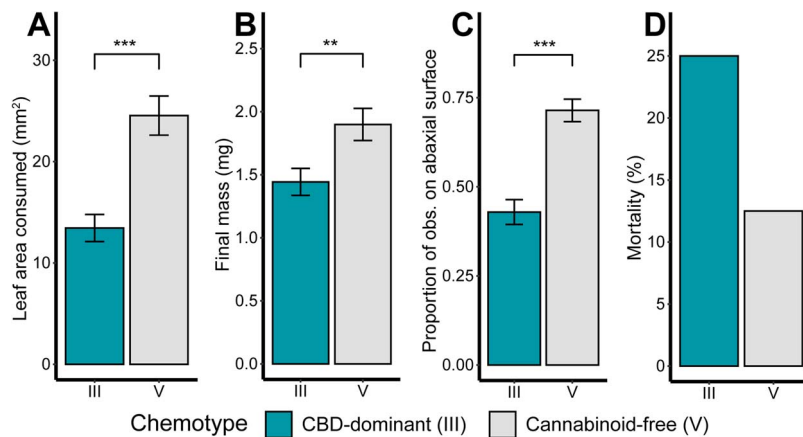 A
Leaf area consumed (mm²)
30
20
10
0
***
III
V
B
Final mass (mg)
2.5
2.0
1.5
1.0
0.5
0.0
**
III
V
C
Proportion of obs. on abaxial surface
0.75
0.50
0.25
0.00
***
III
V
D
Mortality (%)
25
20
15
10
5
0
III
V
Chemotype CBD-dominant (III) Cannabinoid-free (V)